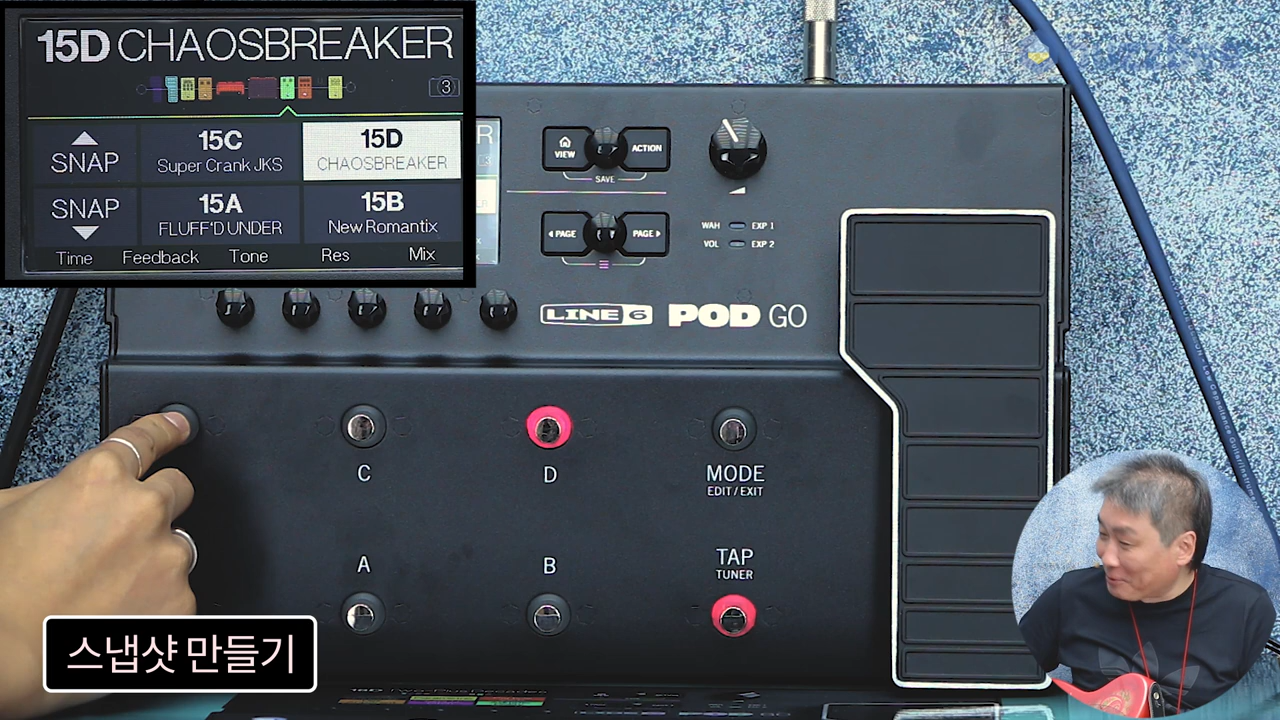 15D CHAOSBREAKER
3
SNAP
15C
Super Crank JKS
15D
CHAOSBREAKER
SNAP
15A
FLUFF'D UNDER
15B
New Romantix
Time Feedback Tone Res Mix
VIEW
ACTION
SAVE
PAGE
PAGE
WAH EXP 1
VOL EXP 2
LINE 6 POD GO
C
D
MODE
EDIT/EXIT
A
B
TAP
TUNER
스냅샷 만들기